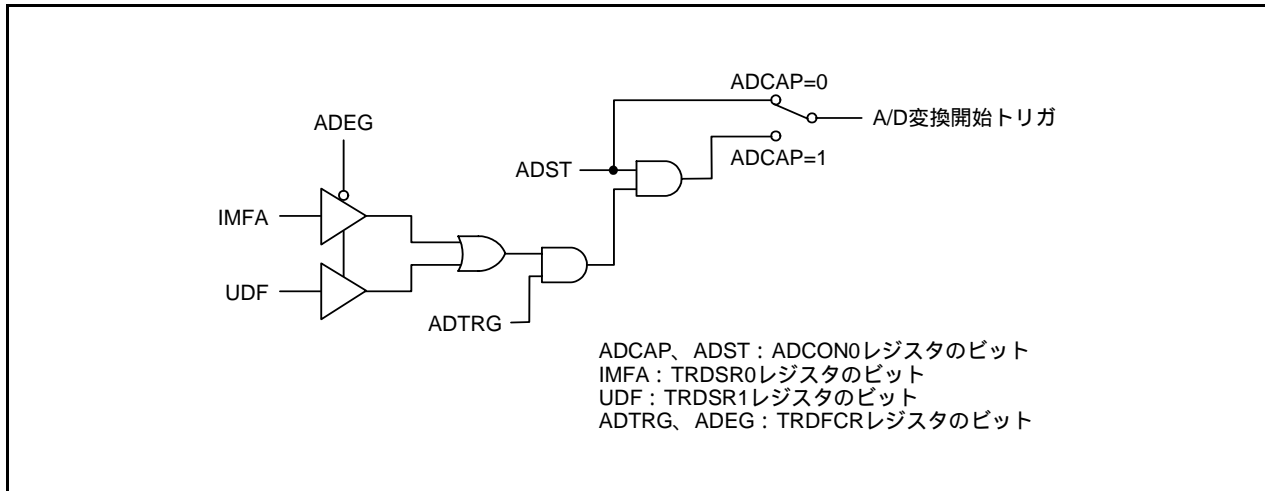 ADCAP=0
A/D変換開始トリガ
ADEG
ADCAP=1
ADST
IMFA
UDF
ADTRG
ADCAP、ADST：ADCON0レジスタのビット
IMFA：TRDSR0レジスタのビット
UDF：TRDSR1レジスタのビット
ADTRG、ADEG：TRDFCRレジスタのビット